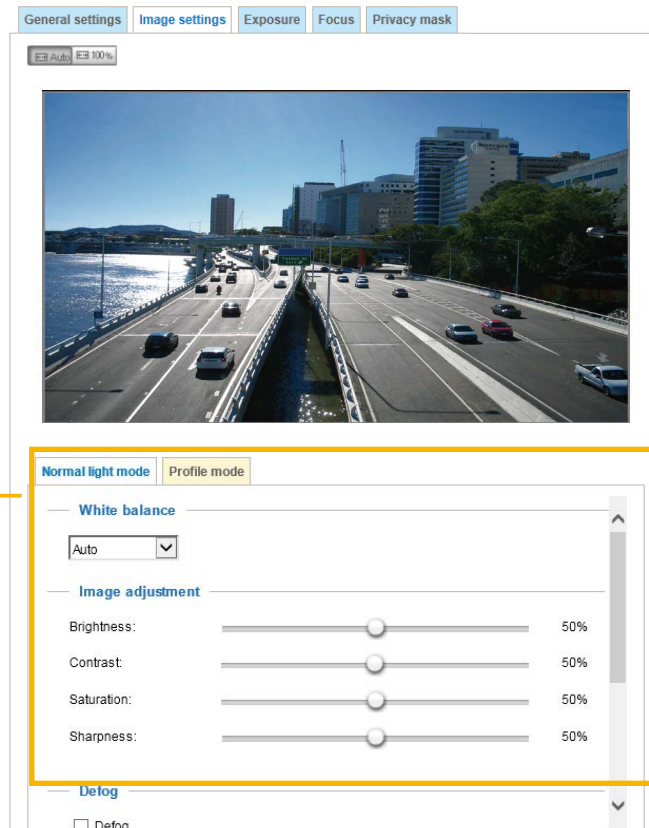 General settings Image settings Exposure Focus Privacy mask
Auto 100%
mercure
Normal light mode Profile mode
White balance
Auto
Image adjustment
Brightness: 50%
Contrast: 50%
Saturation: 50%
Sharpness: 50%
Defog
Defog